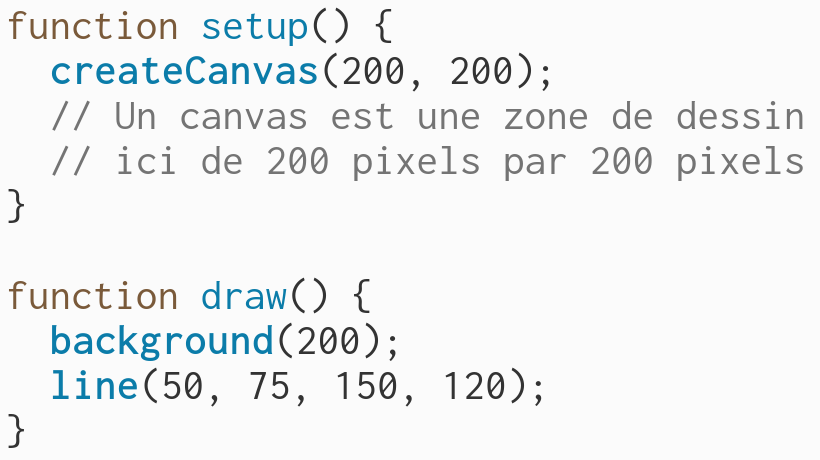 function setup() {
  createCanvas(200, 200);
  // Un canvas est une zone de dessin
  // ici de 200 pixels par 200 pixels
}

function draw() {
  background(200);
  line(50, 75, 150, 120);
}